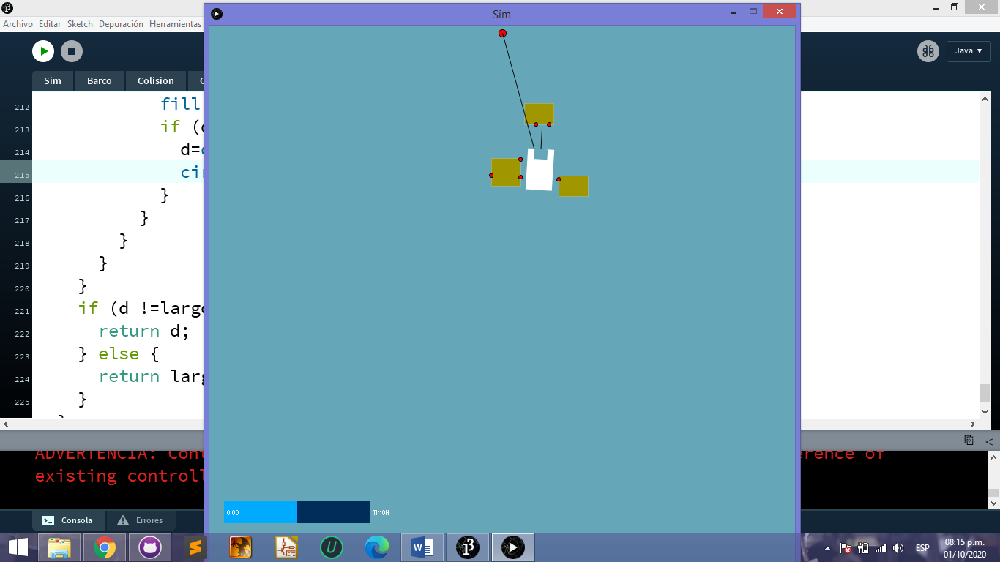 Sim
Archivo Editar Sketch Depuración Herramientas
Java ▼
Sim Barco Colision
212 fill
213 if (
214 d=
215 ci
216 }
217 }
218 }
219 }
220 }
221 if (d !=larg
222 return d;
223 } else {
224 return lar
225 }
0.00 TIMON
ADVERTENCIA: Con erence of
existing controll
Consola Errores
ESP
08:15 p.m.
01/10/2020